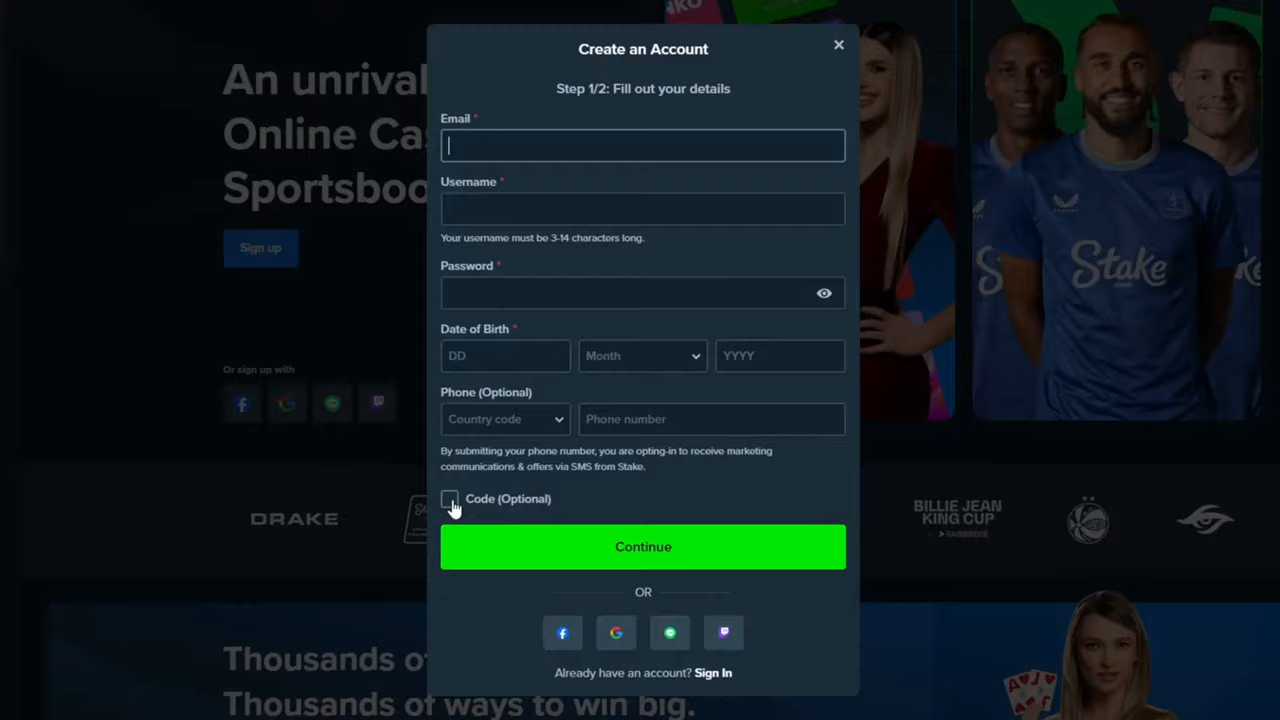 Create an Account
Step 1/2: Fill out your details
Email *
Username *
Your username must be 3-14 characters long.
Password *
Date of Birth *
DD Month YYYY
Phone (Optional)
Country code Phone number
By submitting your phone number, you are opting-in to receive marketing
communications & offers via SMS from Stake.
Code (Optional)
Continue
OR
Already have an account? Sign In
An unrival
Online Ca
Sportsboo
Sign up
Or sign up with
Stake
DRAKE
BILLIE JEAN
KING CUP
Thousands of
Thousands of ways to win big.